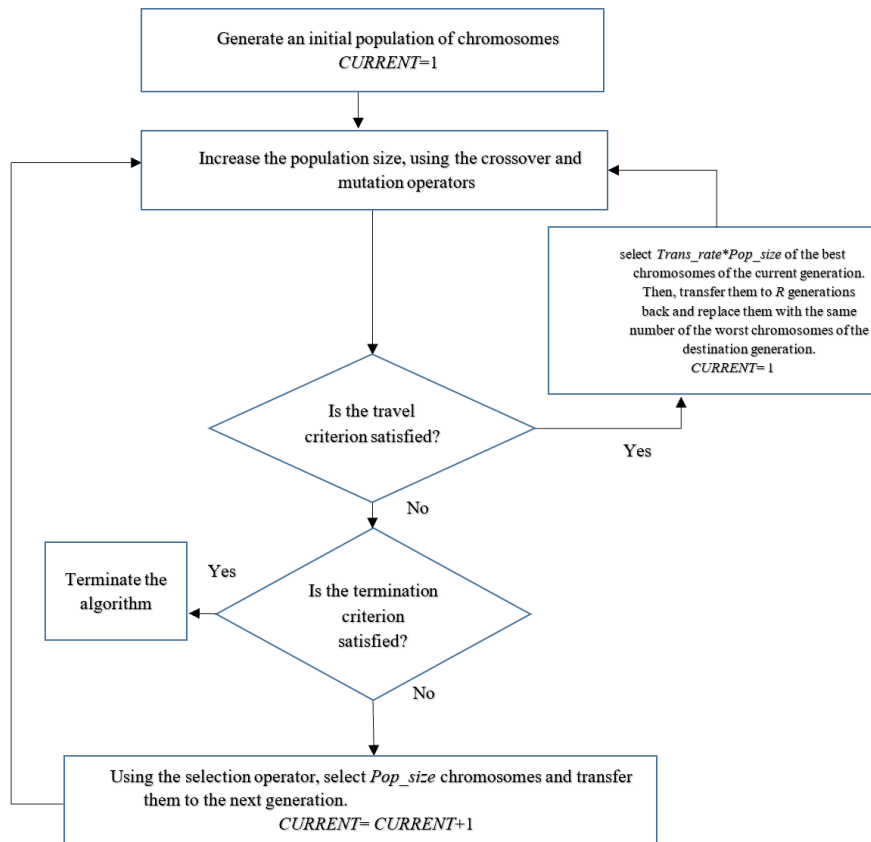 Generate an initial population of chromosomes
CURRENT=1
Increase the population size, using the crossover and
mutation operators
select Trans_rate*Pop_size of the best
chromosomes of the current generation.
Then, transfer them to R generations
back and replace them with the same
number of the worst chromosomes of the
destination generation.
CURRENT= 1
Is the travel
criterion satisfied?
Yes
No
Is the termination
criterion
satisfied?
Yes
Terminate the
algorithm
No
Using the selection operator, select Pop_size chromosomes and transfer
them to the next generation.
CURRENT= CURRENT+1